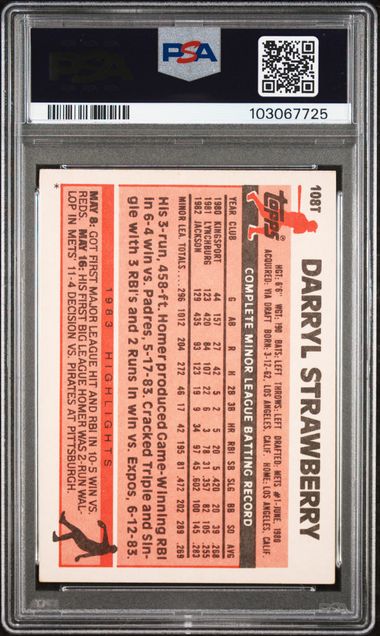 PSA
PSA
103067725
108T
Topps®
DARRYL STRAWBERRY
HGT: 6'6" WGT: 190 BATS: LEFT THROWS: LEFT DRAFTED: METS #1-JUNE, 1980
ACQUIRED: VIA DRAFT BORN: 3-12-62, LOS ANGELES, CALIF. HOME: LOS ANGELES, CALIF.
COMPLETE MINOR LEAGUE BATTING RECORD
YEAR CLUB G AB R H 2B 3B HR RBI SB SLG BB SO AVG
1980 KINGSPORT 44 157 27 42 5 2 5 20 5 .420 20 39 .268
1981 LYNCHBURG 123 420 84 107 22 6 13 78 31 .357 82 105 .255
1982 JACKSON 129 435 93 123 19 9 34 97 45 .602 100 145 .283
MINOR LEA. TOTALS... 296 1012 204 272 46 17 42 195 81 .472 202 289 .269
His 3-run, 458-ft. Homer produced Game-Winning RBI
in 6-4 win vs. Padres, 5-17-83. Cracked Triple and Sin-
gle with 3 RBI's and 2 Runs in win vs. Expos, 6-12-83.
1983 HIGHLIGHTS
MAY 8: GOT FIRST MAJOR LEAGUE HIT AND RBI IN 10-5 WIN VS.
REDS. MAY 16: HIS FIRST BIG LEAGUE HOMER WAS 2-RUN WAL-
LOP IN METS' 11-4 DECISION VS. PIRATES AT PITTSBURGH.
*